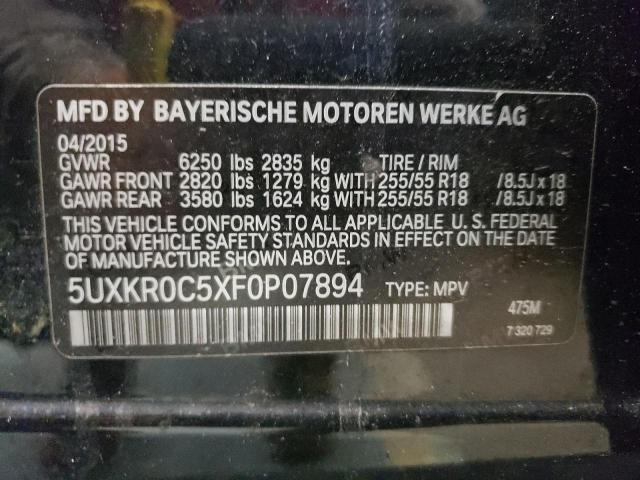 MFD BY BAYERISCHE MOTOREN WERKE AG
04/2015
GVWR 6250 lbs 2835 kg TIRE / RIM
GAWR FRONT 2820 lbs 1279 kg WITH 255/55 R18 /8.5J x 18
GAWR REAR 3580 lbs 1624 kg WITH 255/55 R18 /8.5J x 18
THIS VEHICLE CONFORMS TO ALL APPLICABLE U. S. FEDERAL
MOTOR VEHICLE SAFETY STANDARDS IN EFFECT ON THE DATE
OF MANUFACTURE SHOWN ABOVE.
5UXKR0C5XF0P07894 TYPE: MPV
475M
7 320 729